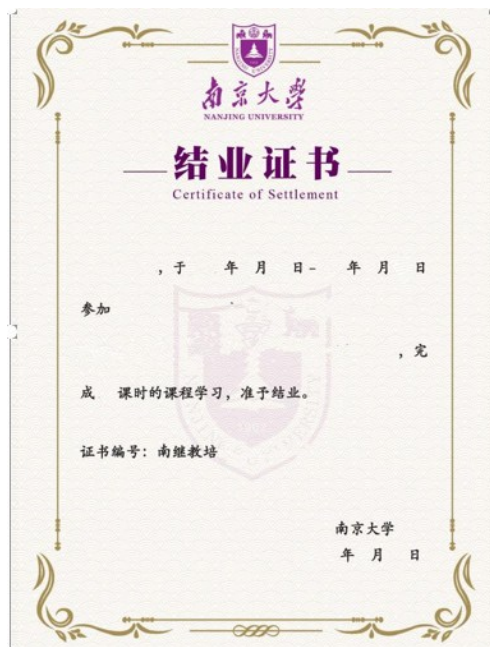 南京大學
NANJING UNIVERSITY
结业证书
Certificate of Settlement
,于 年 月 日- 年 月 日
参加
,完
成 课时的课程学习,准予结业。
证书编号:南继教培
南京大学
年 月 日